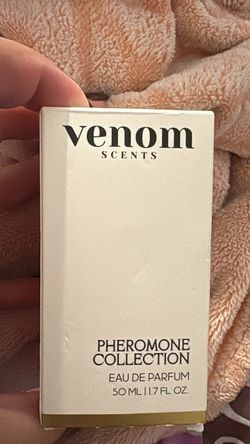 venom
SCENTS
PHEROMONE
COLLECTION
EAU DE PARFUM
50 ML | 1.7 FL OZ.